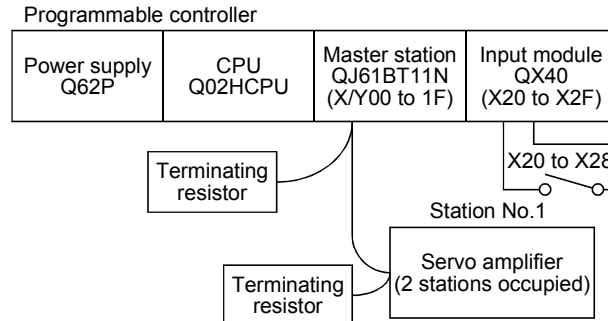 Programmable controller
Power supply
Q62P
CPU
Q02HCPU
Master station
QJ61BT11N
(X/Y00 to 1F)
Input module
QX40
(X20 to X2F)
Terminating
resistor
X20 to X28
Station No.1
Servo amplifier
(2 stations occupied)
Terminating
resistor